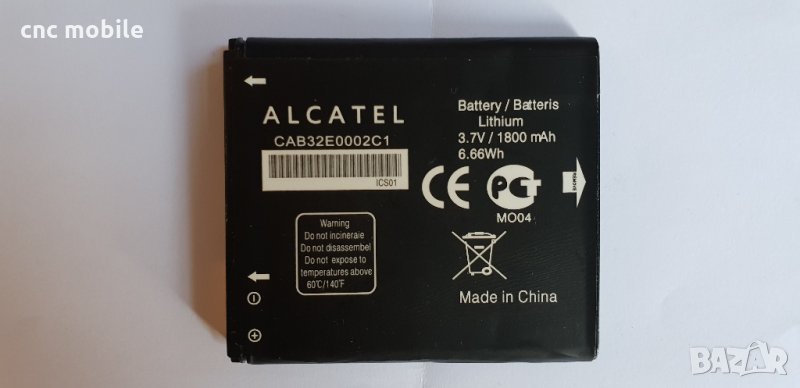 cnc mobile
ALCATEL
CAB32E0002C1
ICS01
Battery / Batteris
Lithium
3.7V / 1800 mAh
6.66Wh
CE
PCT
MO04
Warning
Do not incineraie
Do not disassembel
Do not expose to
temperatures above
60℃/140°F
Made in China
BAZAR